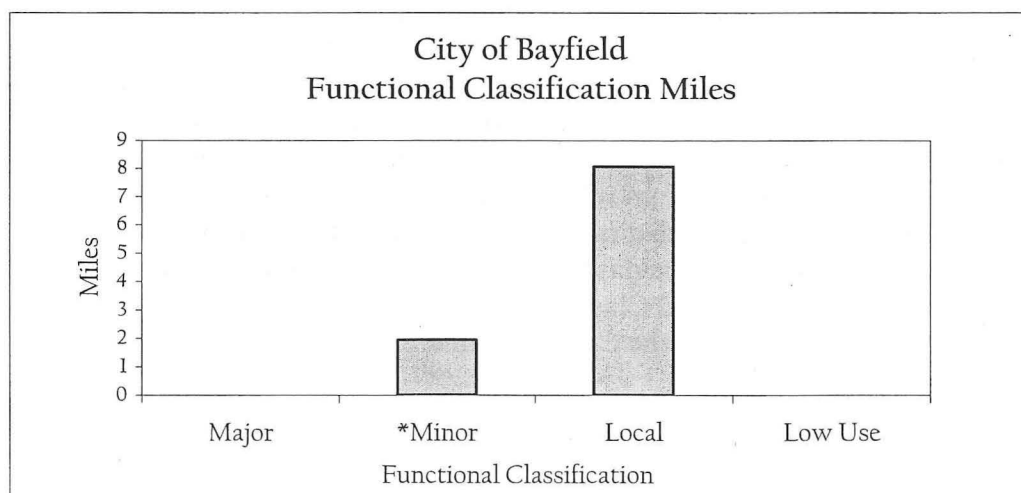 City of Bayfield
Functional Classification Miles
9
8
7
6
5
4
3
2
1
0
Miles
Major *Minor Local Low Use
Functional Classification